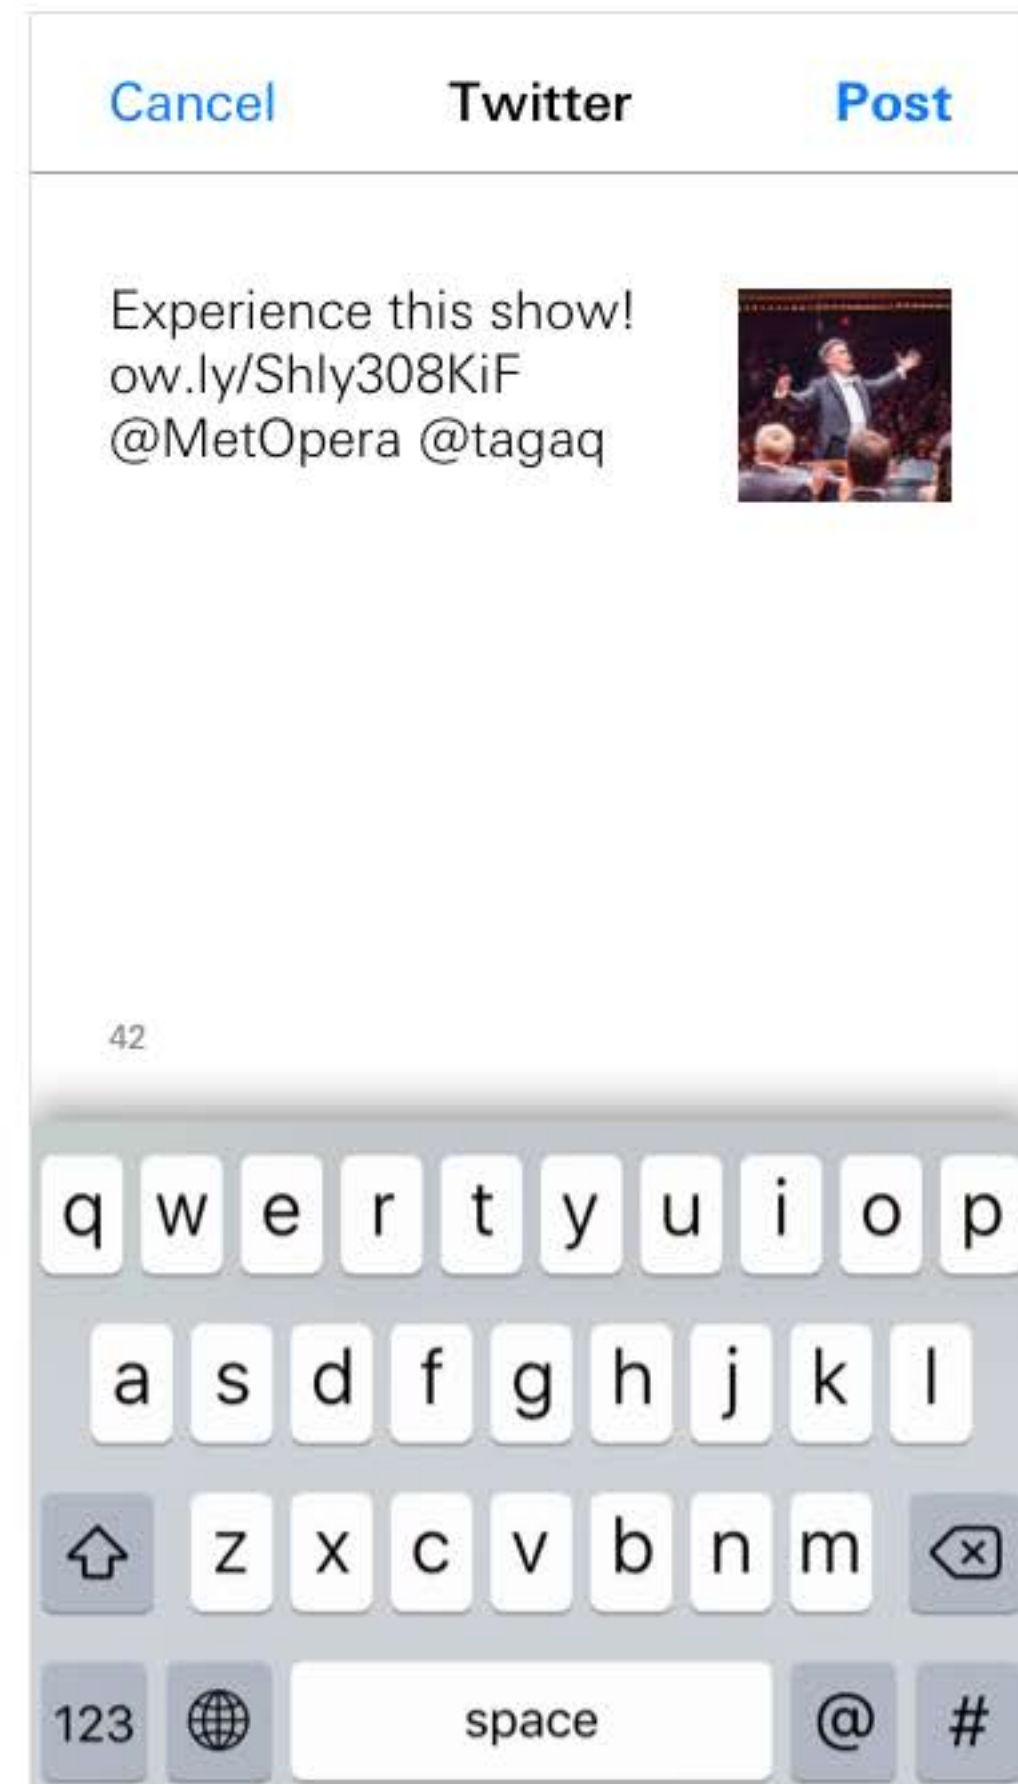 Cancel Twitter Post
Experience this show!
ow.ly/Shly308KiF
@MetOpera @tagaq
42
q w e r t y u i o p
a s d f g h j k l
z x c v b n m
123 space @ #